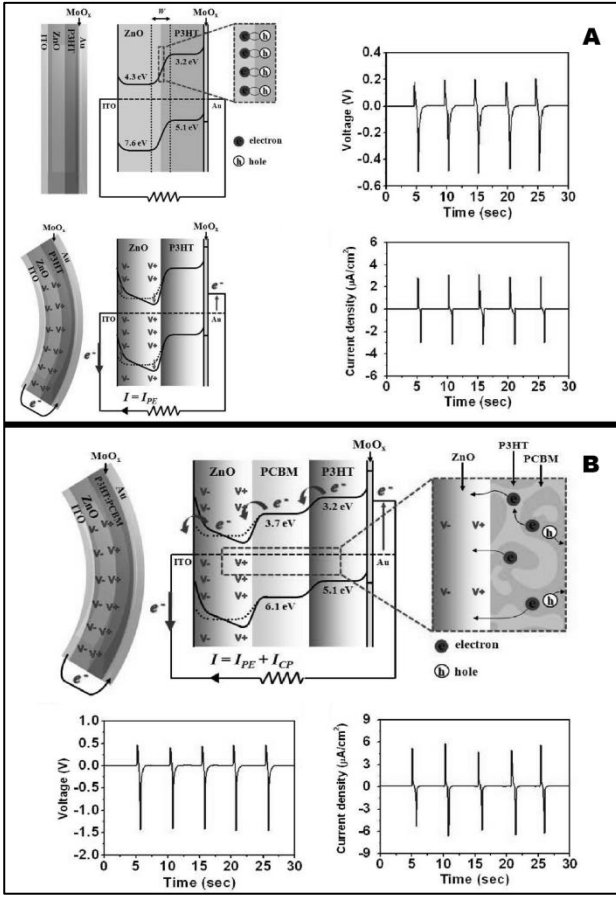 MoOₓ
ITO
ZnO
P3HT
Au
w
ZnO
P3HT
4.3 eV
3.2 eV
7.6 eV
5.1 eV
ITO
Au
e
h
e
h
e
h
e
h
electron
hole
A
0.4
0.2
0.0
-0.2
-0.4
-0.6
Voltage (V)
0
5
10
15
20
25
30
Time (sec)
MoOₓ
ITO
ZnO
P3HT
Au
V- V+
V- V+
V- V+
V- V+
V- V+
V- V+
e⁻
MoOₓ
ZnO
P3HT
V- V+
V- V+
V- V+
V- V+
ITO
Au
e⁻
e⁻
I = I_PE
6
4
2
0
-2
-4
-6
Current density (μA/cm²)
0
5
10
15
20
25
30
Time (sec)
B
ITO
ZnO
P3HT:PCBM
Au
V- V+
V- V+
V- V+
V- V+
V- V+
V- V+
e⁻
MoOₓ
ZnO
PCBM
P3HT
e⁻
e⁻
e⁻
V- V+
V- V+
3.7 eV
3.2 eV
6.1 eV
5.1 eV
ITO
Au
e⁻
e⁻
I = I_PE + I_CP
ZnO
P3HT
PCBM
V- V+
V- V+
e
e
h
e
e
h
e electron
h hole
1.0
0.5
0.0
-0.5
-1.0
-1.5
-2.0
Voltage (V)
0 5 10 15 20 25 30
Time (sec)
9
6
3
0
-3
-6
-9
Current density (μA/cm²)
0 5 10 15 20 25 30
Time (sec)